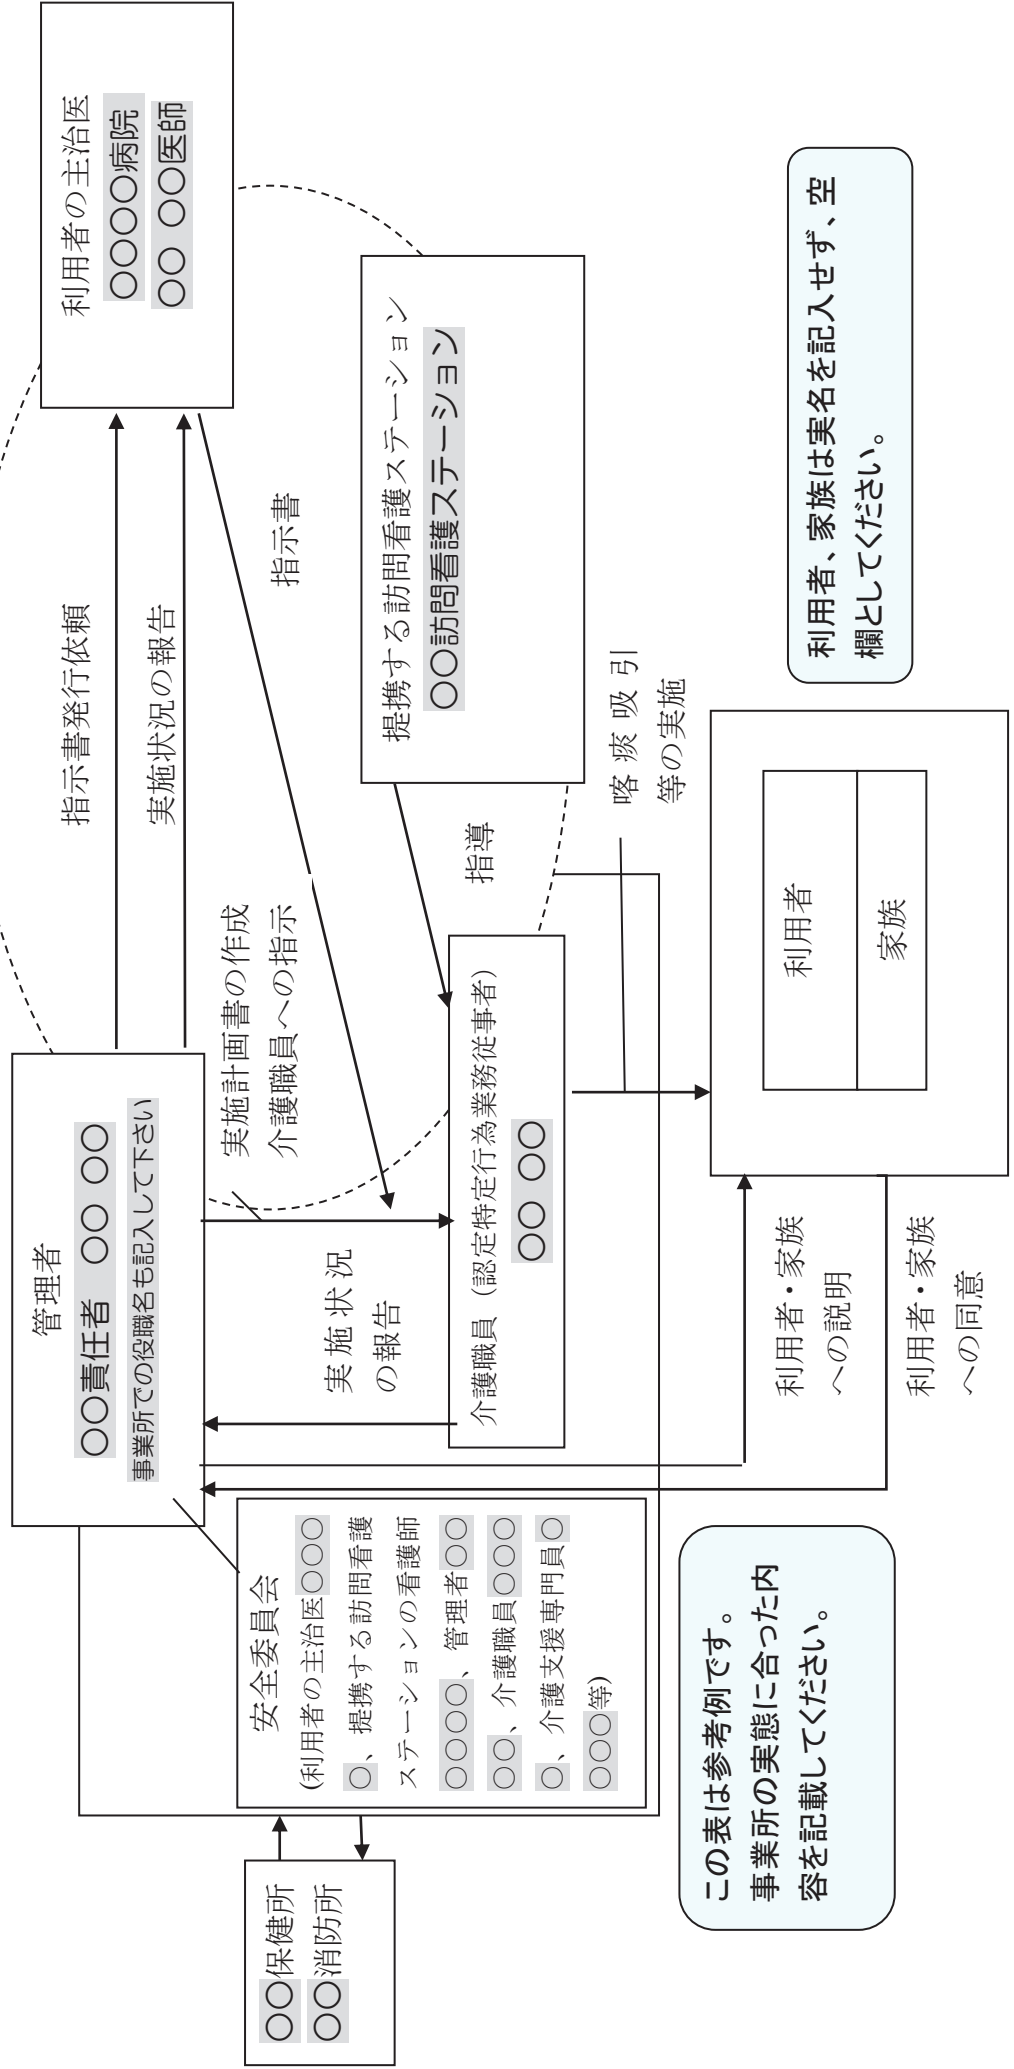 管理者
〇〇責任者　〇〇　〇〇
事業所での役職名も記入して下さい
指示書発行依頼
実施状況の報告
利用者の主治医
〇〇〇〇病院
〇〇　〇〇医師
実施計画書の作成
介護職員への指示
指示書
実施状況
の報告
提携する訪問看護ステーション
〇〇訪問看護ステーション
指導
〇〇保健所
〇〇消防所
安全委員会
(利用者の主治医〇〇〇
〇、提携する訪問看護
ステーションの看護師
〇〇〇〇、管理者〇〇
〇〇、介護職員〇〇〇
〇、介護支援専門員〇
〇〇〇等)
介護職員（認定特定行為業務従事者）
〇〇　〇〇
喀痰吸引
等の実施
利用者・家族
への説明
利用者・家族
への同意
利用者
家族
この表は参考例です。
事業所の実態に合った内
容を記載してください。
利用者、家族は実名を記入せず、空
欄としてください。